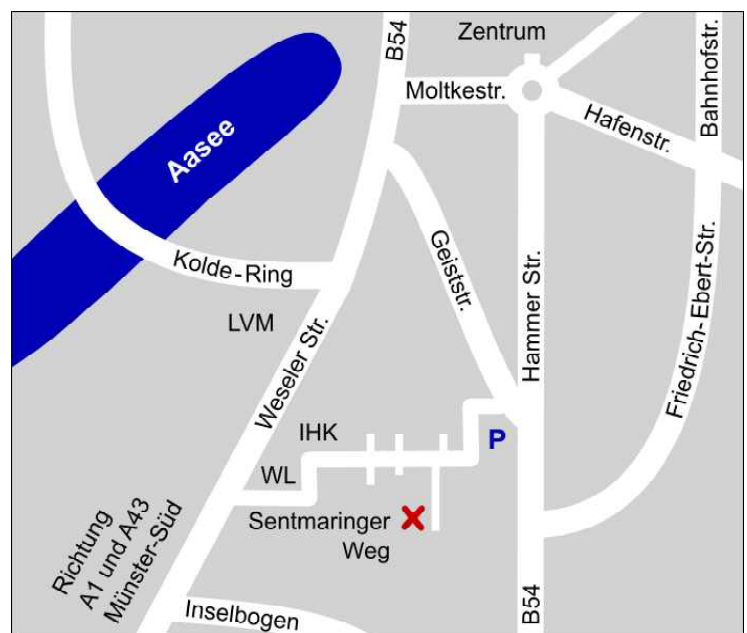 Zentrum
B54
Moltkestr.
Bahnhofstr.
Hafenstr.
Aasee
Kolde-Ring
Geiststr.
Hammer Str.
Friedrich-Ebert-Str.
LVM
Weseler Str.
IHK
P
WL
Sentmaringer
Weg
Richtung
A1 und A43
Münster-Süd
Inselbogen
B54